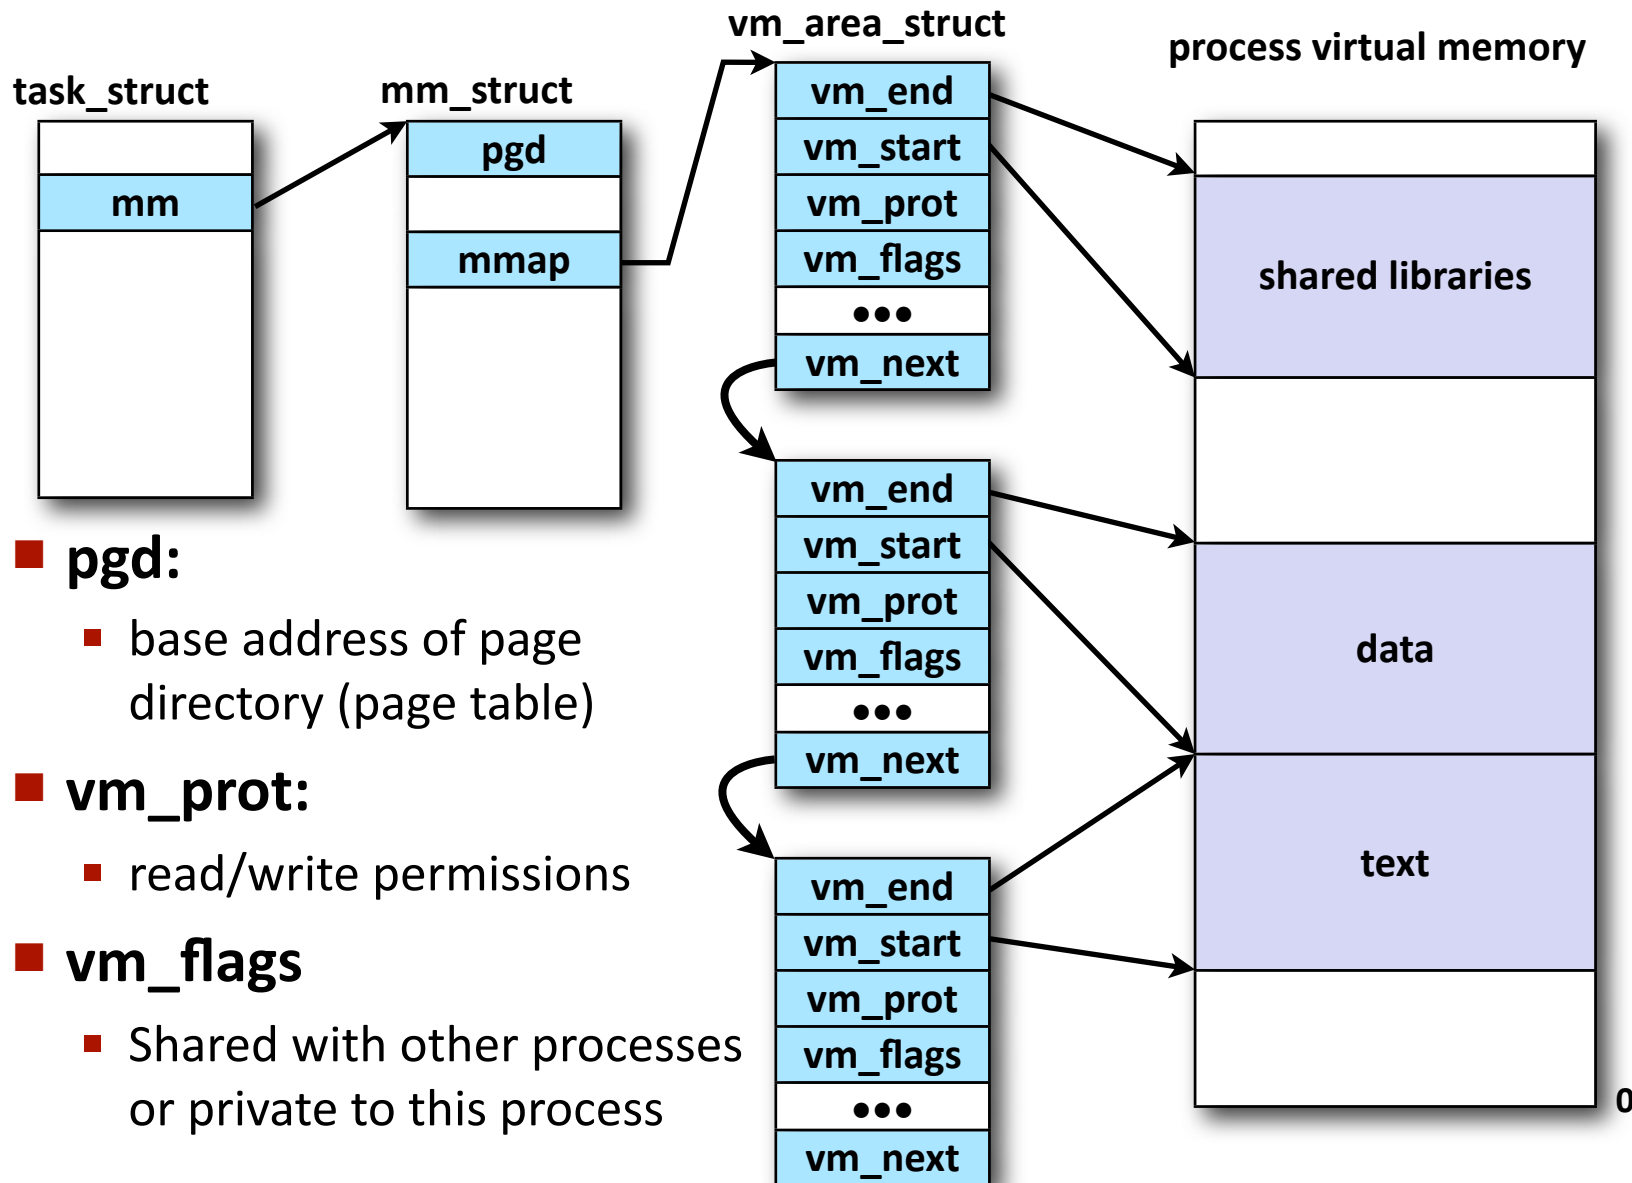 vm_area_struct
process virtual memory
task_struct
mm_struct
mm
pgd
mmap
vm_end
vm_start
vm_prot
vm_flags
•••
vm_next
vm_end
vm_start
vm_prot
vm_flags
•••
vm_next
vm_end
vm_start
vm_prot
vm_flags
•••
vm_next
shared libraries
data
text
0
pgd:
base address of page
directory (page table)
vm_prot:
read/write permissions
vm_flags
Shared with other processes
or private to this process